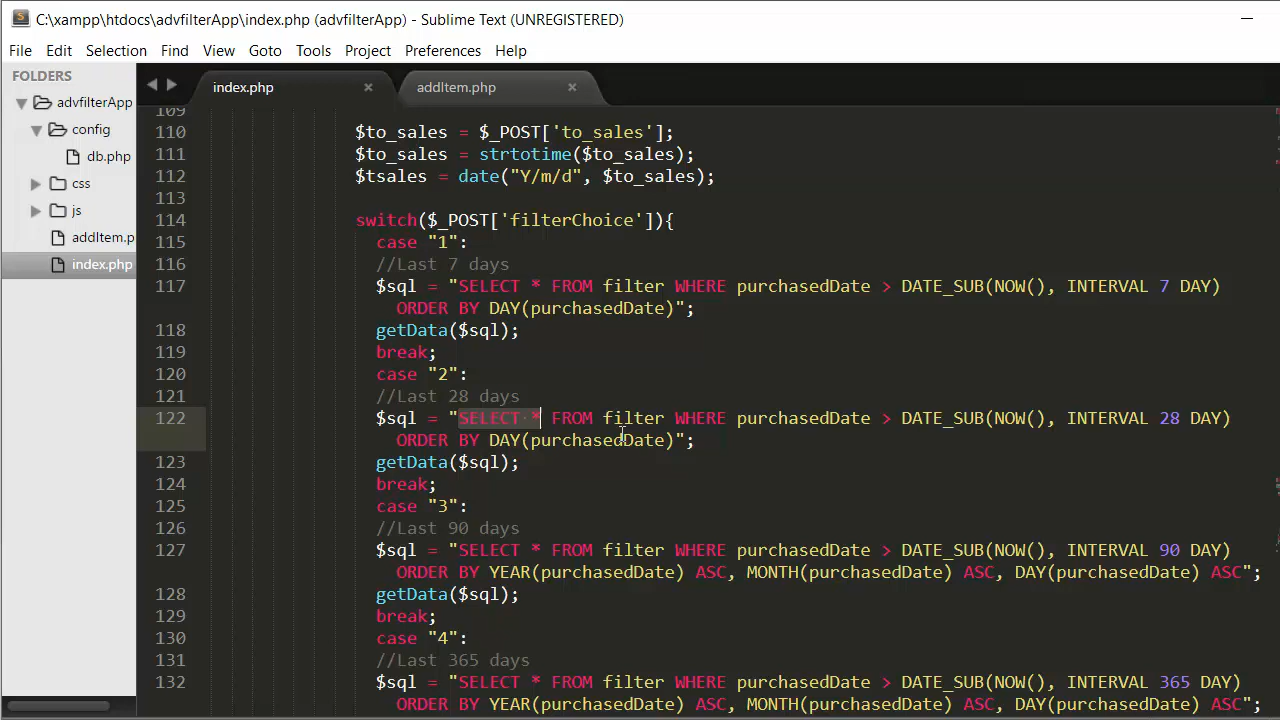 C:\xampp\htdocs\advfilterApp\index.php (advfilterApp) - Sublime Text (UNREGISTERED)
File Edit Selection Find View Goto Tools Project Preferences Help
FOLDERS
advfilterApp
config
db.php
css
js
addItem.p
index.php
index.php × addItem.php ×
109
110 $to_sales = $_POST['to_sales'];
111 $to_sales = strtotime($to_sales);
112 $tsales = date("Y/m/d", $to_sales);
113
114 switch($_POST['filterChoice']){
115 case "1":
116 //Last 7 days
117 $sql = "SELECT * FROM filter WHERE purchasedDate > DATE_SUB(NOW(), INTERVAL 7 DAY)
ORDER BY DAY(purchasedDate)";
118 getData($sql);
119 break;
120 case "2":
121 //Last 28 days
122 $sql = "SELECT * FROM filter WHERE purchasedDate > DATE_SUB(NOW(), INTERVAL 28 DAY)
ORDER BY DAY(purchasedDate)";
123 getData($sql);
124 break;
125 case "3":
126 //Last 90 days
127 $sql = "SELECT * FROM filter WHERE purchasedDate > DATE_SUB(NOW(), INTERVAL 90 DAY)
ORDER BY YEAR(purchasedDate) ASC, MONTH(purchasedDate) ASC, DAY(purchasedDate) ASC";
128 getData($sql);
129 break;
130 case "4":
131 //Last 365 days
132 $sql = "SELECT * FROM filter WHERE purchasedDate > DATE_SUB(NOW(), INTERVAL 365 DAY)
ORDER BY YEAR(purchasedDate) ASC, MONTH(purchasedDate) ASC, DAY(purchasedDate) ASC";